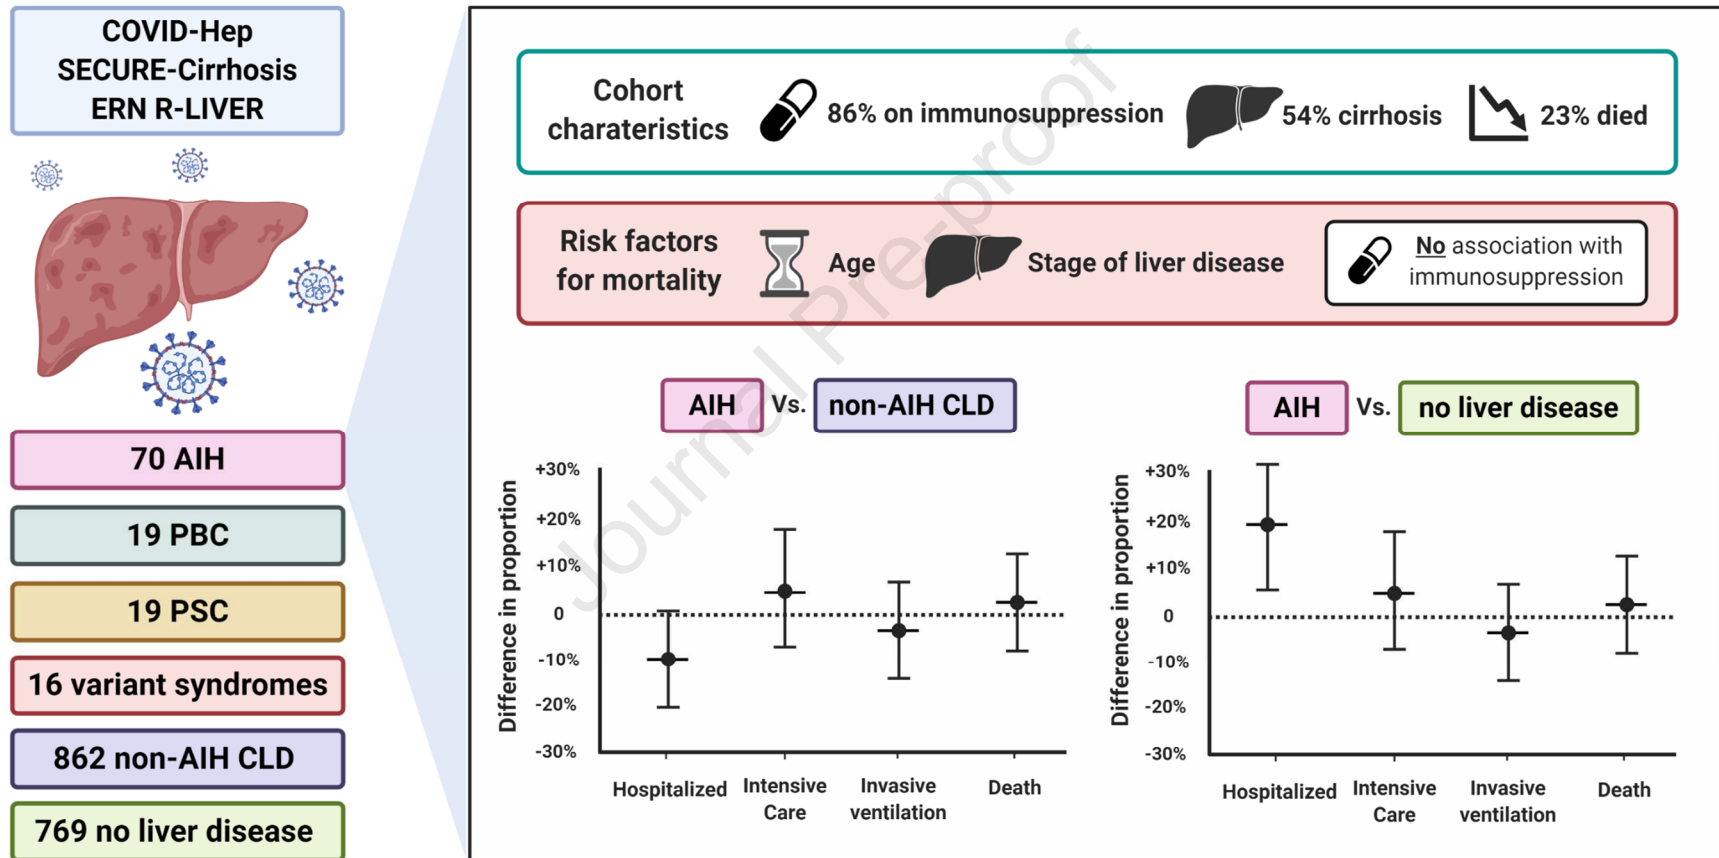 COVID-Hep
SECURE-Cirrhosis
ERN R-LIVER
70 AIH
19 PBC
19 PSC
16 variant syndromes
862 non-AIH CLD
769 no liver disease
Cohort
charateristics
86% on immunosuppression
54% cirrhosis
23% died
Risk factors
for mortality
Age
Stage of liver disease
No association with
immunosuppression
Journal Pre-proof
AIH Vs. non-AIH CLD
Difference in proportion
+30%
+20%
+10%
0
-10%
-20%
-30%
Hospitalized
Intensive
Care
Invasive
ventilation
Death
AIH Vs. no liver disease
Difference in proportion
+30%
+20%
+10%
0
-10%
-20%
-30%
Hospitalized
Intensive
Care
Invasive
ventilation
Death